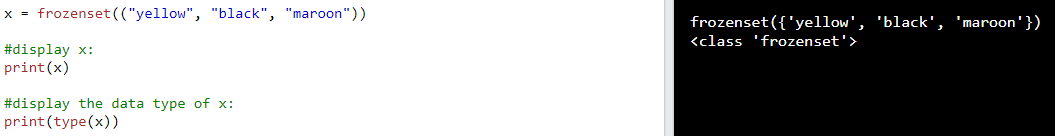 x = frozenset(("yellow", "black", "maroon"))
#display x:
print(x)
#display the data type of x:
print(type(x))
frozenset({'yellow', 'black', 'maroon'})
<class 'frozenset'>